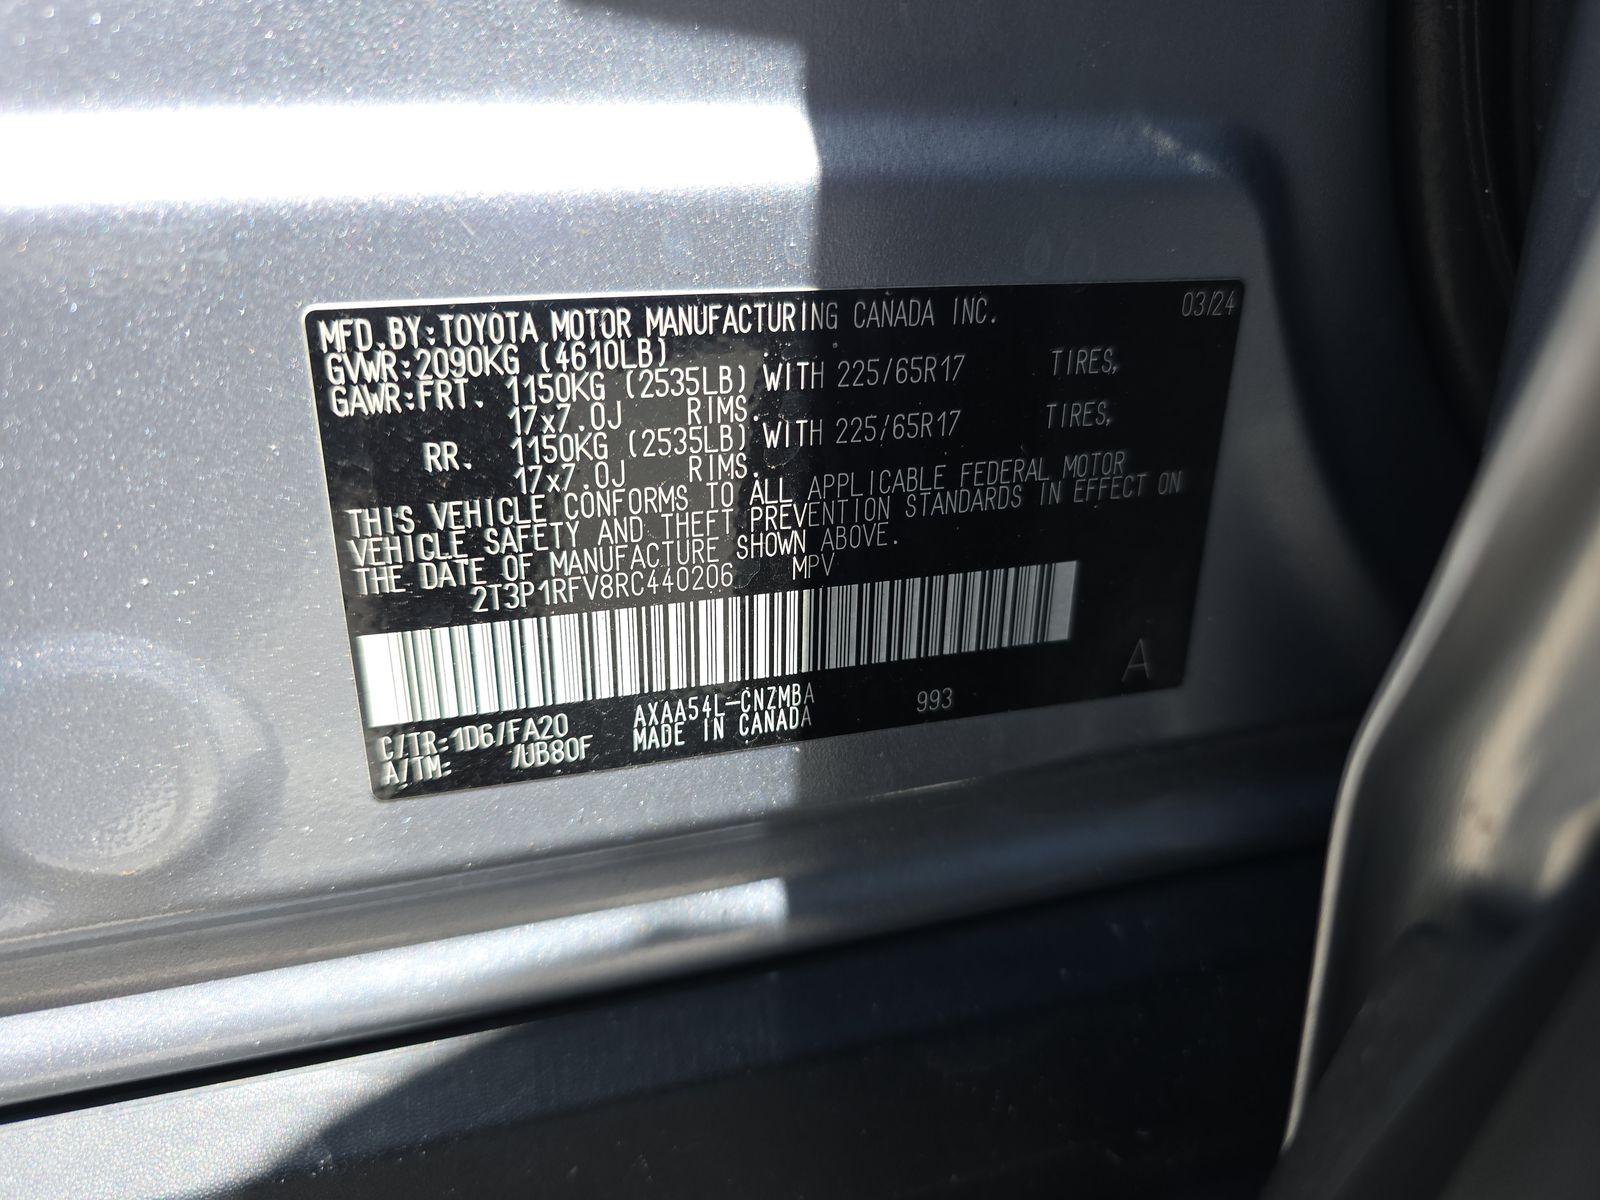 MFD.BY:TOYOTA MOTOR MANUFACTURING CANADA INC. 03/24
GVWR:2090KG (4610LB)
GAWR:FRT. 1150KG (2535LB) WITH 225/65R17 TIRES,
17x7.0J RIMS.
RR. 1150KG (2535LB) WITH 225/65R17 TIRES,
17x7.0J RIMS.
THIS VEHICLE CONFORMS TO ALL APPLICABLE FEDERAL MOTOR
VEHICLE SAFETY AND THEFT PREVENTION STANDARDS IN EFFECT ON
THE DATE OF MANUFACTURE SHOWN ABOVE.
2T3P1RFV8RC440206 MPV
A
C/TR:1D6/FA20 AXAA54L-CNZMBA 993
A/TM: /UB80F MADE IN CANADA